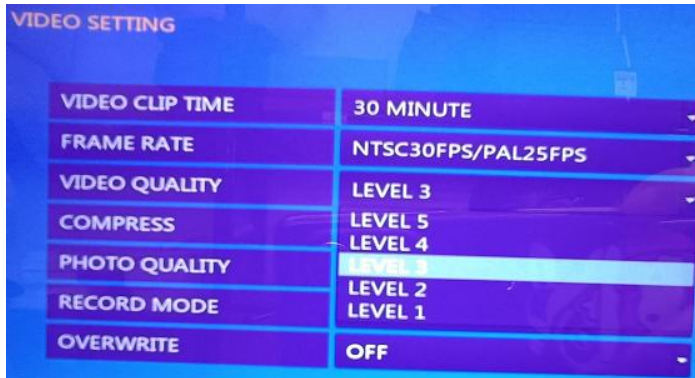 VIDEO SETTING
VIDEO CLIP TIME 30 MINUTE
FRAME RATE NTSC30FPS/PAL25FPS
VIDEO QUALITY LEVEL 3
COMPRESS LEVEL 5
LEVEL 4
PHOTO QUALITY LEVEL 3
LEVEL 2
RECORD MODE LEVEL 1
OVERWRITE OFF